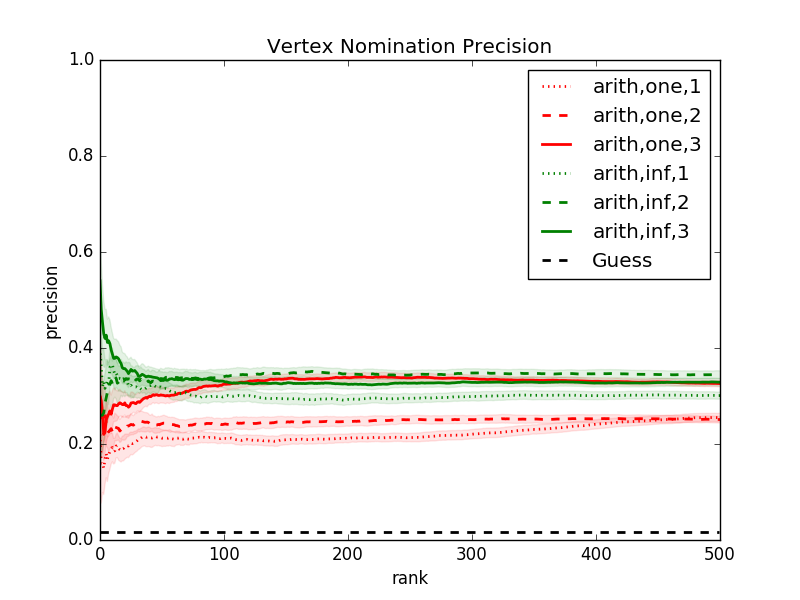 Vertex Nomination Precision
1.0
0.8
0.6
0.4
0.2
0.0
precision
arith,one,1
arith,one,2
arith,one,3
arith,inf,1
arith,inf,2
arith,inf,3
Guess
0
100
200
300
400
500
rank